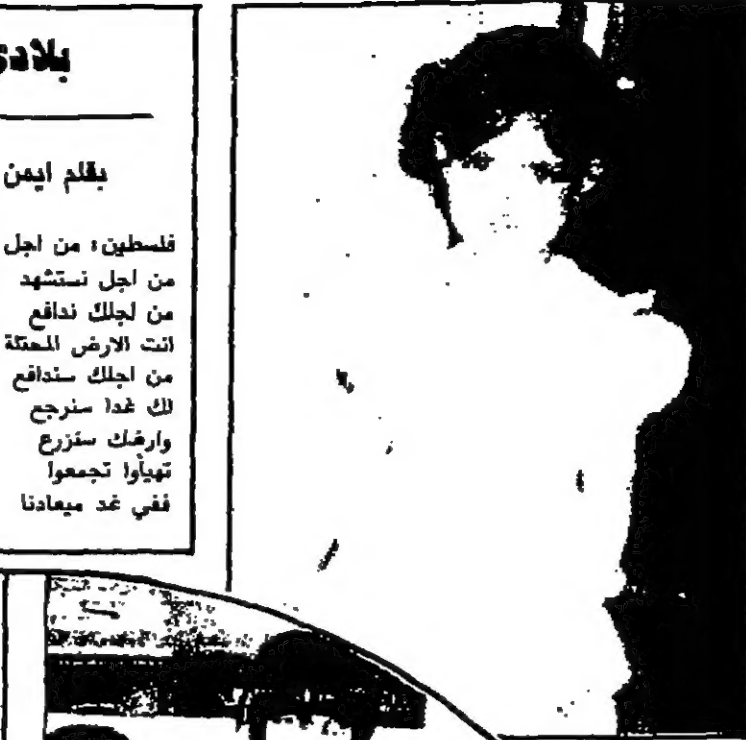 بلادي
بقلم ايمن
فلسطين: من اجل
من اجل نستشهد
من اجلك ندافع
انت الارض المحتلة
من اجلك سندافع
لك غدا سنرجع
وارضك سنزرع
تهيأوا تجمعوا
ففي غد ميعادنا